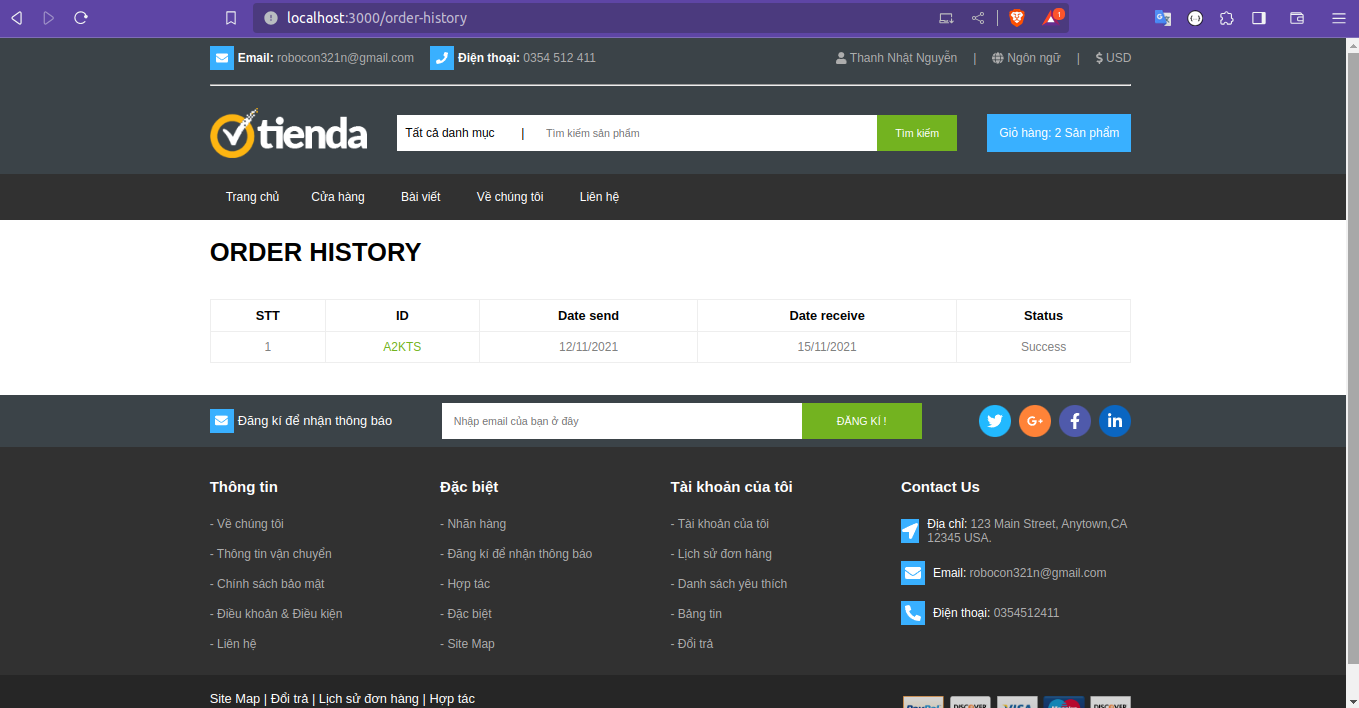 localhost:3000/order-history
1
Email: robocon321n@gmail.com Điện thoại: 0354 512 411 Thanh Nhật Nguyễn | Ngôn ngữ | $ USD
tienda
Tất cả danh mục | Tìm kiếm sản phẩm Tìm kiếm Giỏ hàng: 2 Sản phẩm
Trang chủ Cửa hàng Bài viết Về chúng tôi Liên hệ
ORDER HISTORY
STT ID Date send Date receive Status
1 A2KTS 12/11/2021 15/11/2021 Success
Đăng kí để nhận thông báo Nhập email của bạn ở đây ĐĂNG KÍ !
Thông tin
- Về chúng tôi
- Thông tin vận chuyển
- Chính sách bảo mật
- Điều khoản & Điều kiện
- Liên hệ
Đặc biệt
- Nhãn hàng
- Đăng kí để nhận thông báo
- Hợp tác
- Đặc biệt
- Site Map
Tài khoản của tôi
- Tài khoản của tôi
- Lịch sử đơn hàng
- Danh sách yêu thích
- Bảng tin
- Đổi trả
Contact Us
Địa chỉ: 123 Main Street, Anytown,CA
12345 USA.
Email: robocon321n@gmail.com
Điện thoại: 0354512411
Site Map | Đổi trả | Lịch sử đơn hàng | Hợp tác
PayPal DISCOVER VISA DISCOVER